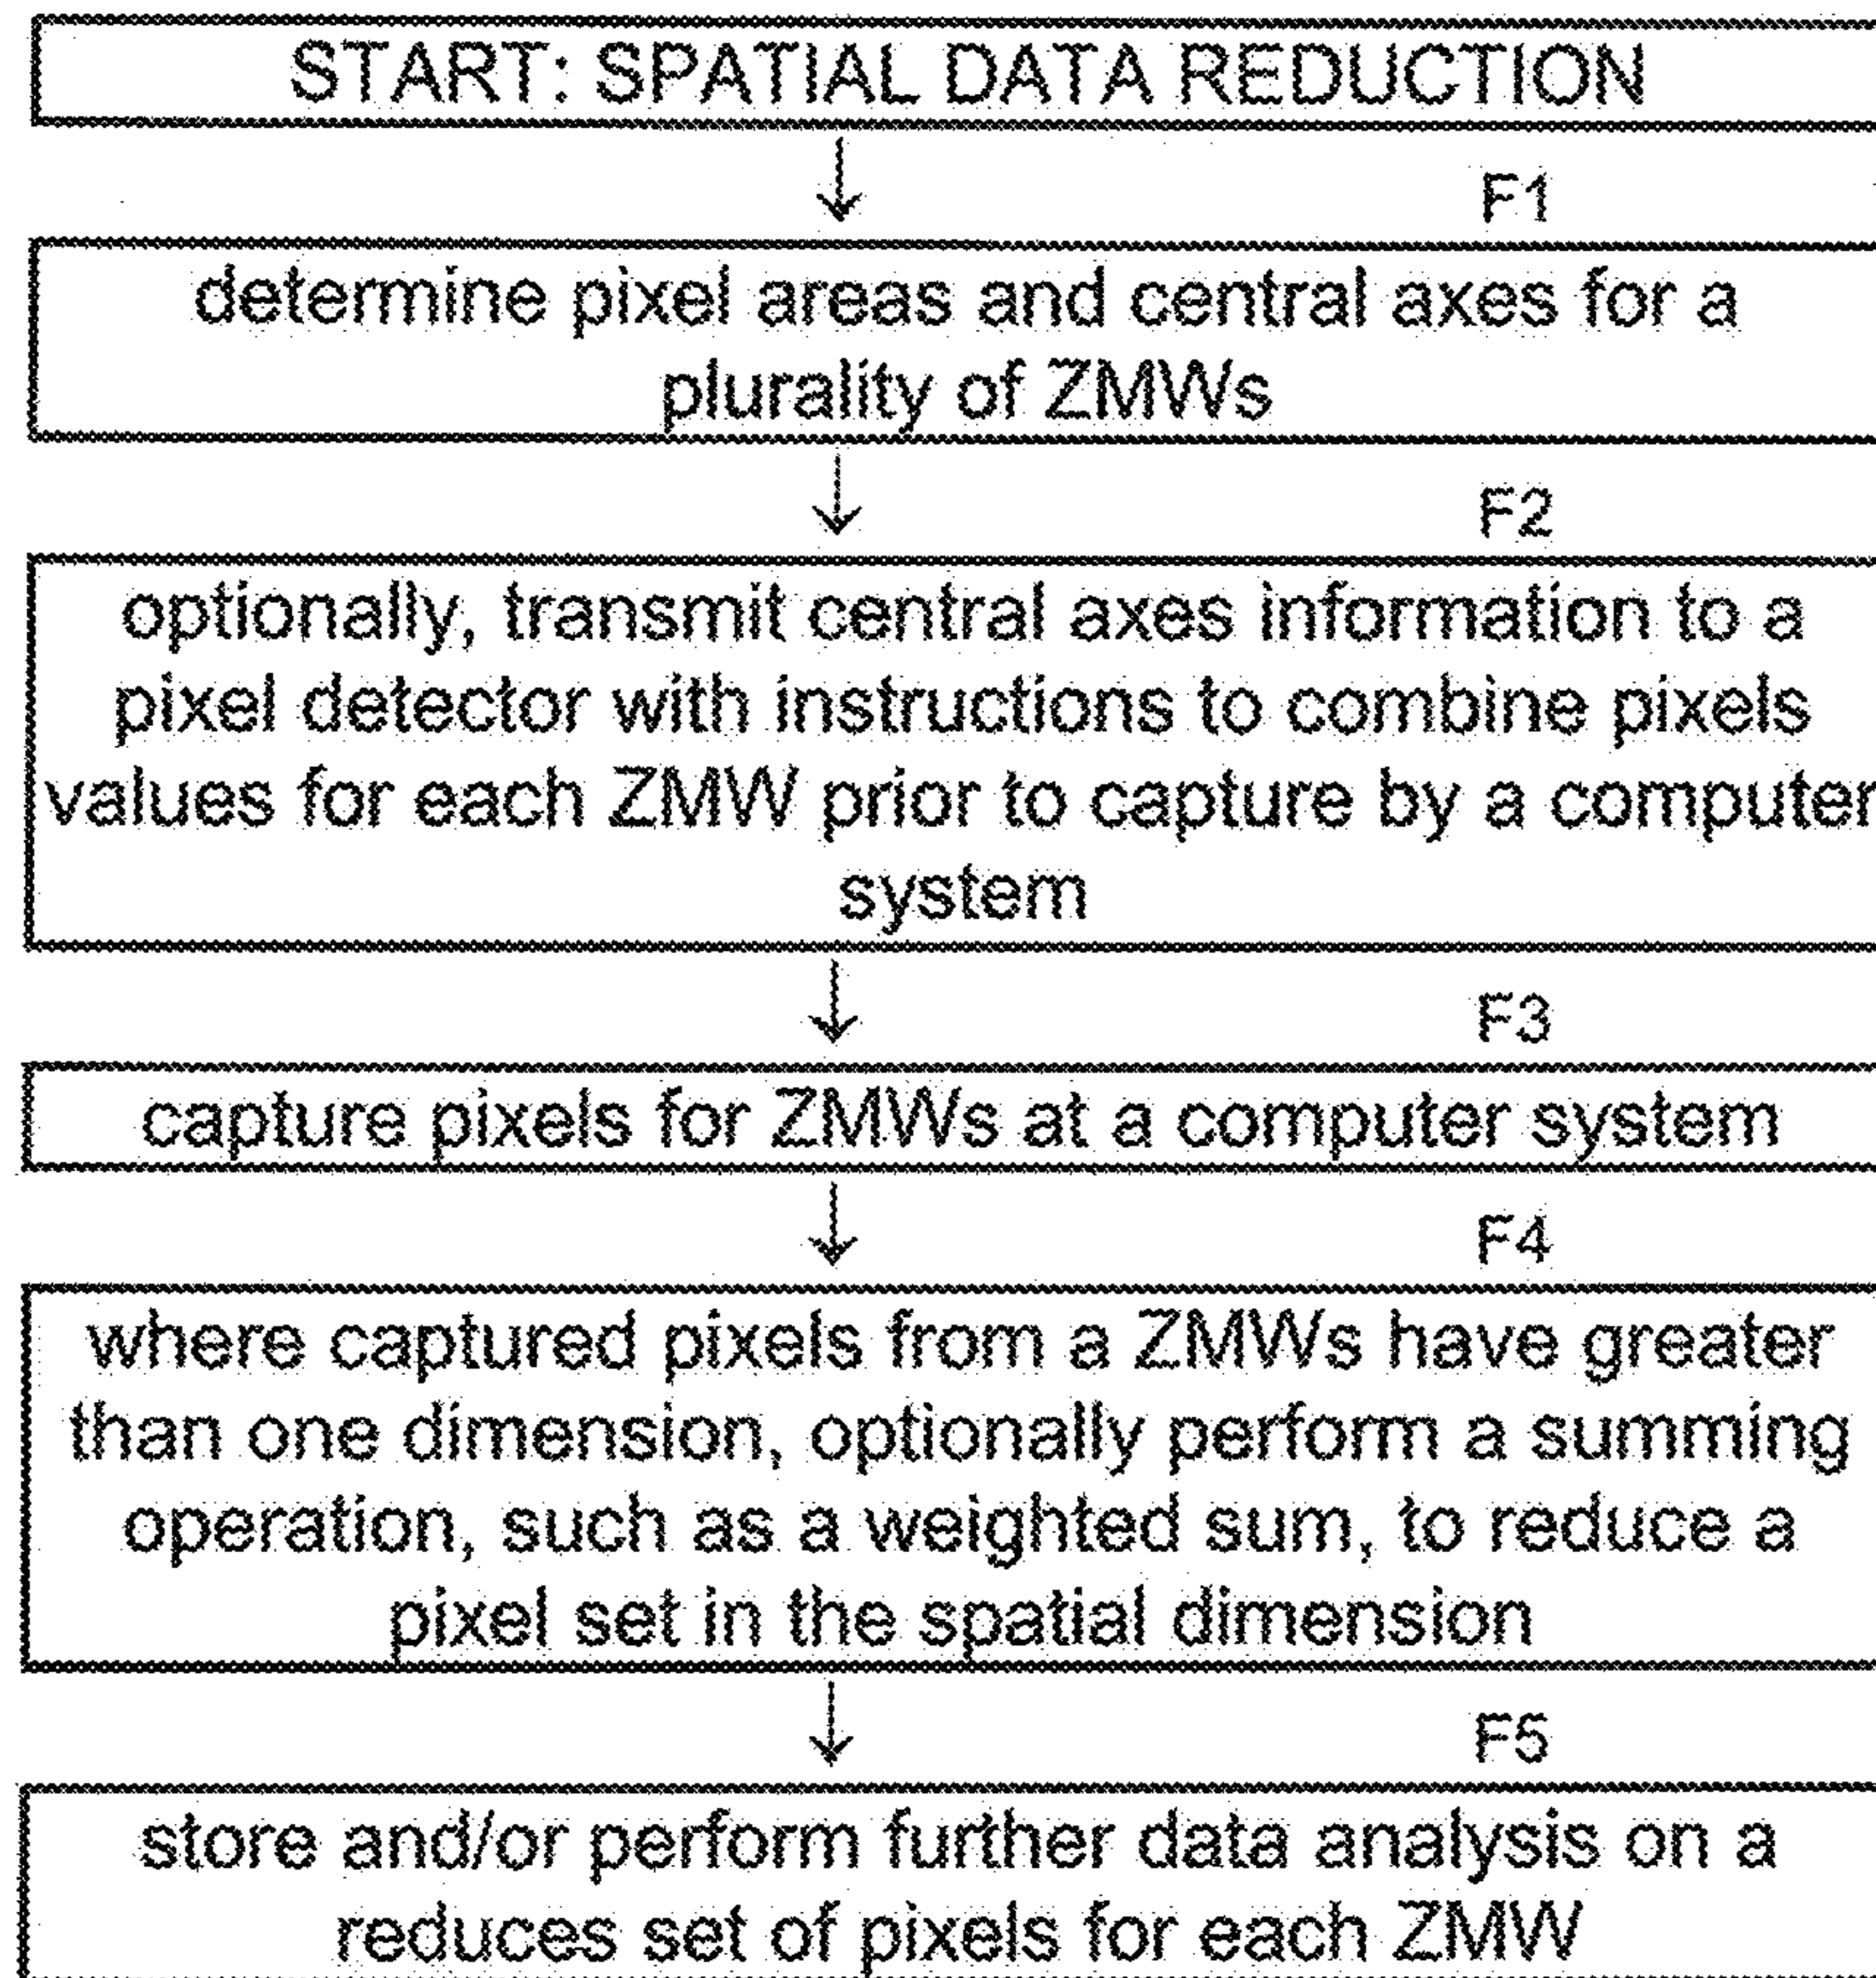 START: SPATIAL DATA REDUCTION
F1
determine pixel areas and central axes for a
plurality of ZMWs
F2
optionally, transmit central axes information to a
pixel detector with instructions to combine pixels
values for each ZMW prior to capture by a computer
system
F3
capture pixels for ZMWs at a computer system
F4
where captured pixels from a ZMWs have greater
than one dimension, optionally perform a summing
operation, such as a weighted sum, to reduce a
pixel set in the spatial dimension
F5
store and/or perform further data analysis on a
reduces set of pixels for each ZMW